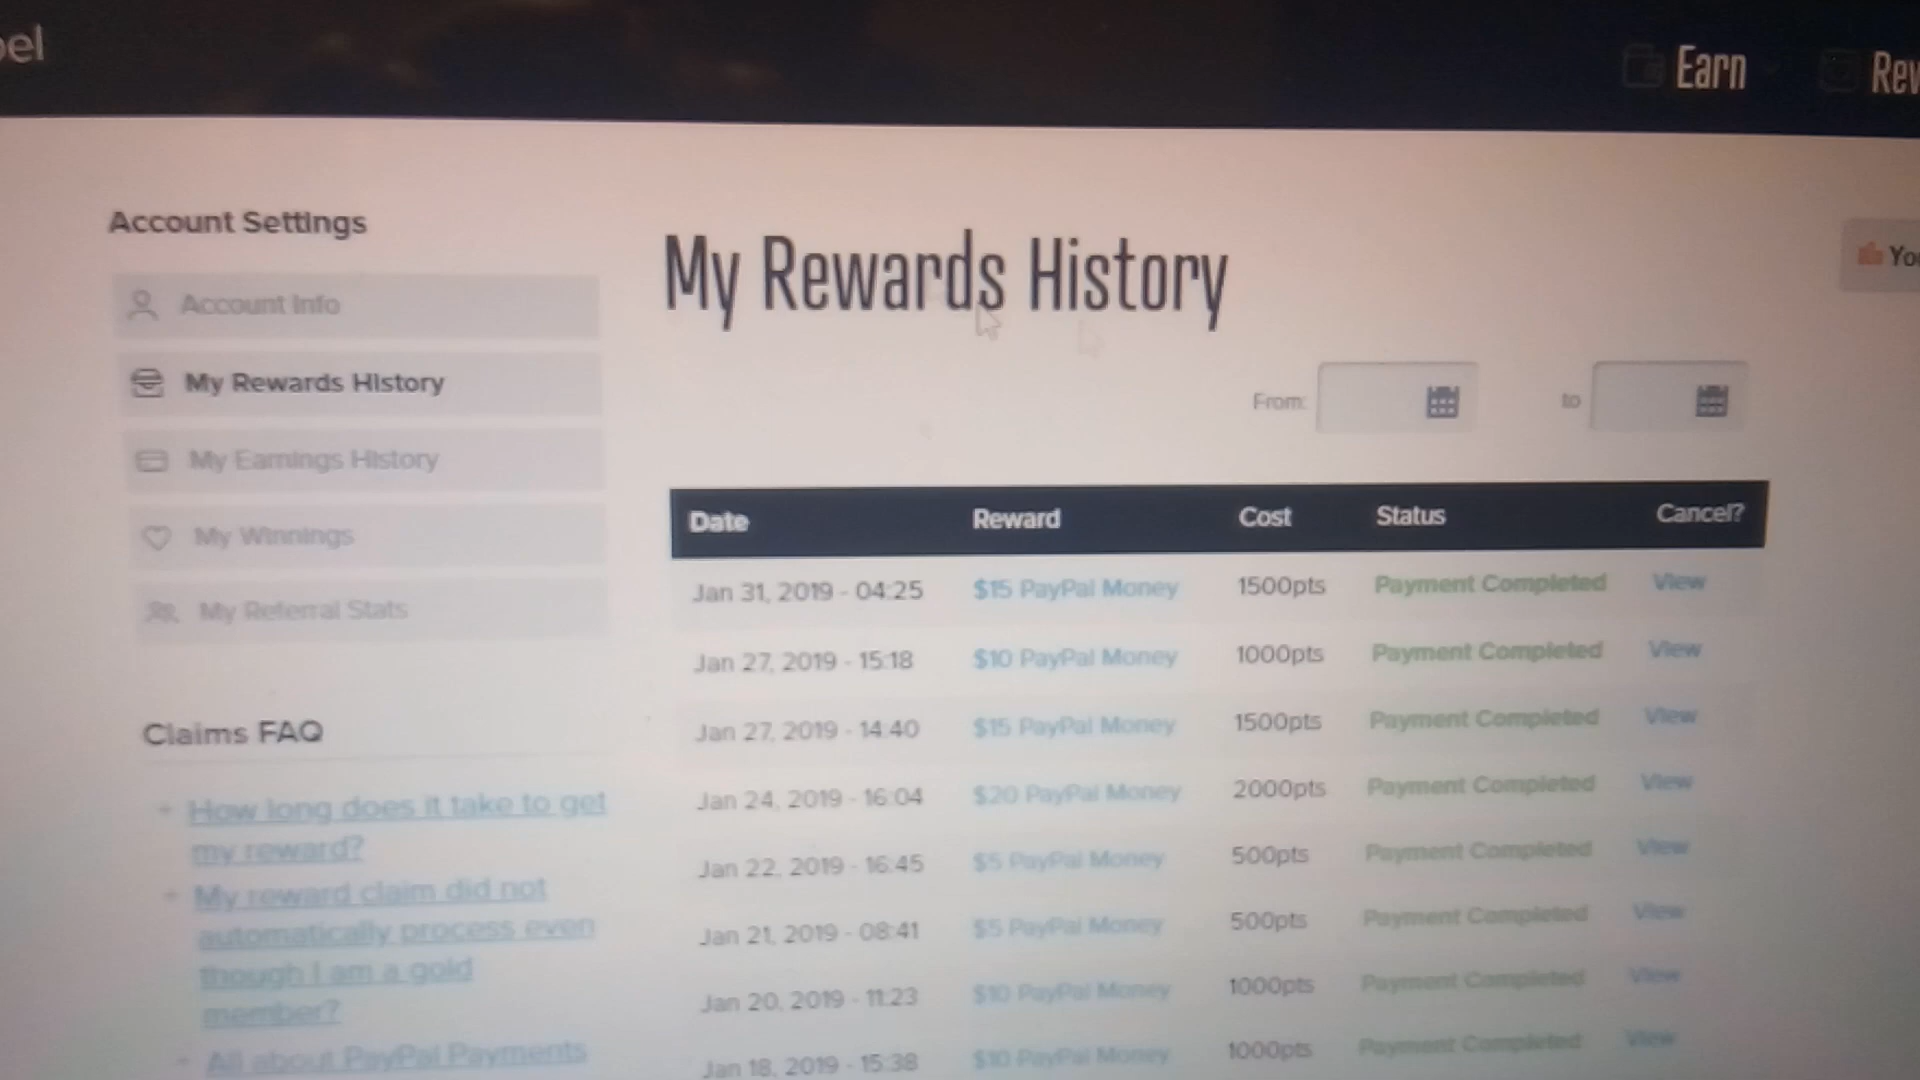 Earn
Account Settings
Account Info
My Rewards History
My Earnings History
My Winnings
My Referral Stats
Claims FAQ
How long does it take to get
my reward?
My reward claim did not
automatically process even
though I am a gold
member?
All about PayPal Payments
My Rewards History
From:
to
Date Reward Cost Status Cancel?
Jan 31, 2019 - 04:25 $15 PayPal Money 1500pts Payment Completed View
Jan 27, 2019 - 15:18 $10 PayPal Money 1000pts Payment Completed View
Jan 27, 2019 - 14:40 $15 PayPal Money 1500pts Payment Completed View
Jan 24, 2019 - 16:04 $20 PayPal Money 2000pts Payment Completed View
Jan 22, 2019 - 16:45 $5 PayPal Money 500pts Payment Completed View
Jan 21, 2019 - 08:41 $5 PayPal Money 500pts Payment Completed View
Jan 20, 2019 - 11:23 $10 PayPal Money 1000pts Payment Completed View
Jan 18, 2019 - 15:38 $10 PayPal Money 1000pts Payment Completed View